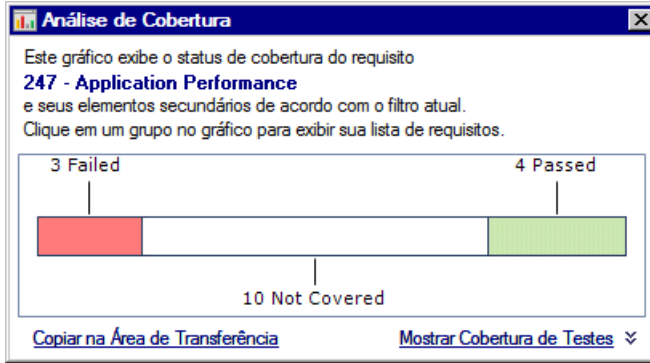 Análise de Cobertura
Este gráfico exibe o status de cobertura do requisito
247 - Application Performance
e seus elementos secundários de acordo com o filtro atual.
Clique em um grupo no gráfico para exibir sua lista de requisitos.
3 Failed
4 Passed
10 Not Covered
Copiar na Área de Transferência
Mostrar Cobertura de Testes